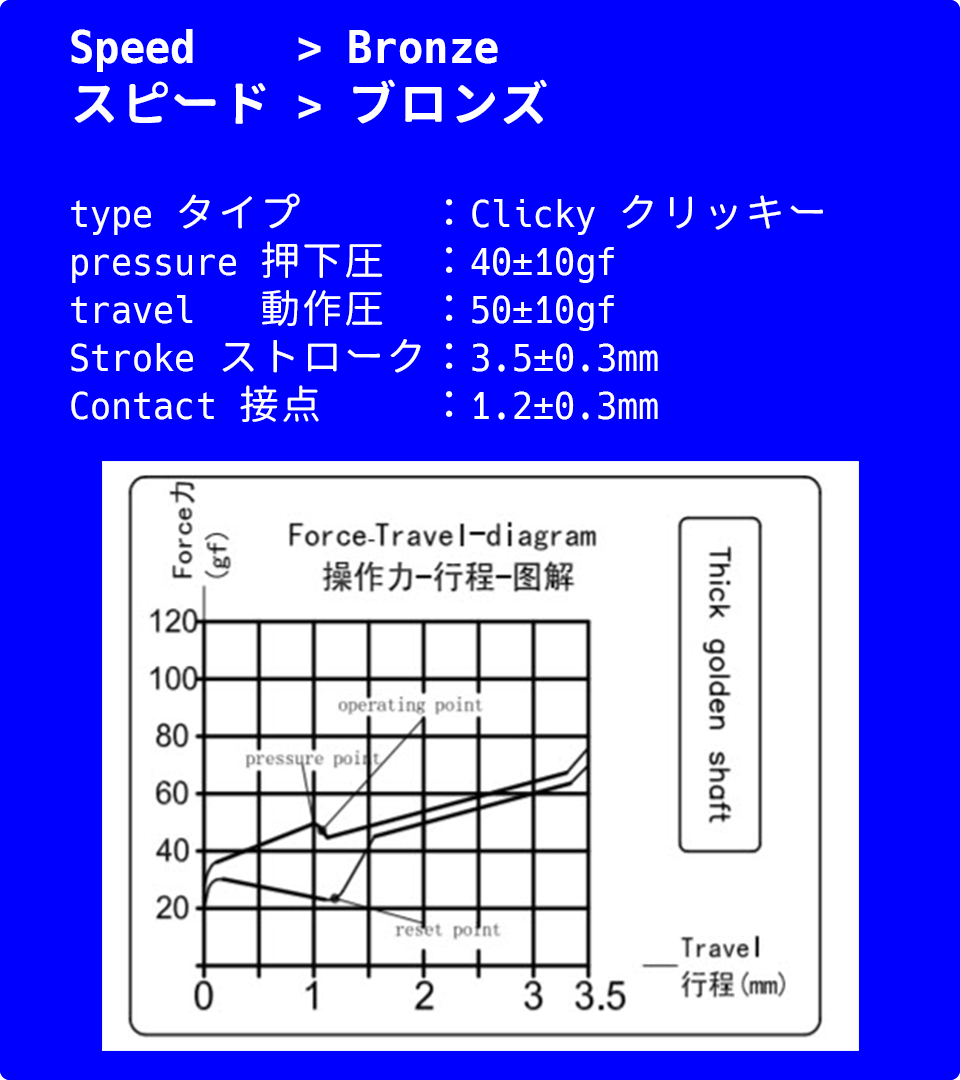 Speed > Bronze
スピード > ブロンズ
type タイプ ：Clicky クリッキー
pressure 押下圧 ：40±10gf
travel 動作圧 ：50±10gf
Stroke ストローク：3.5±0.3mm
Contact 接点 ：1.2±0.3mm
Force力
(gf)
Force-Travel-diagram
操作力-行程-图解
Thick golden shaft
120
100
operating point
80
pressure point
60
40
20
reset point
Travel
行程(mm)
0 1 2 3 3.5